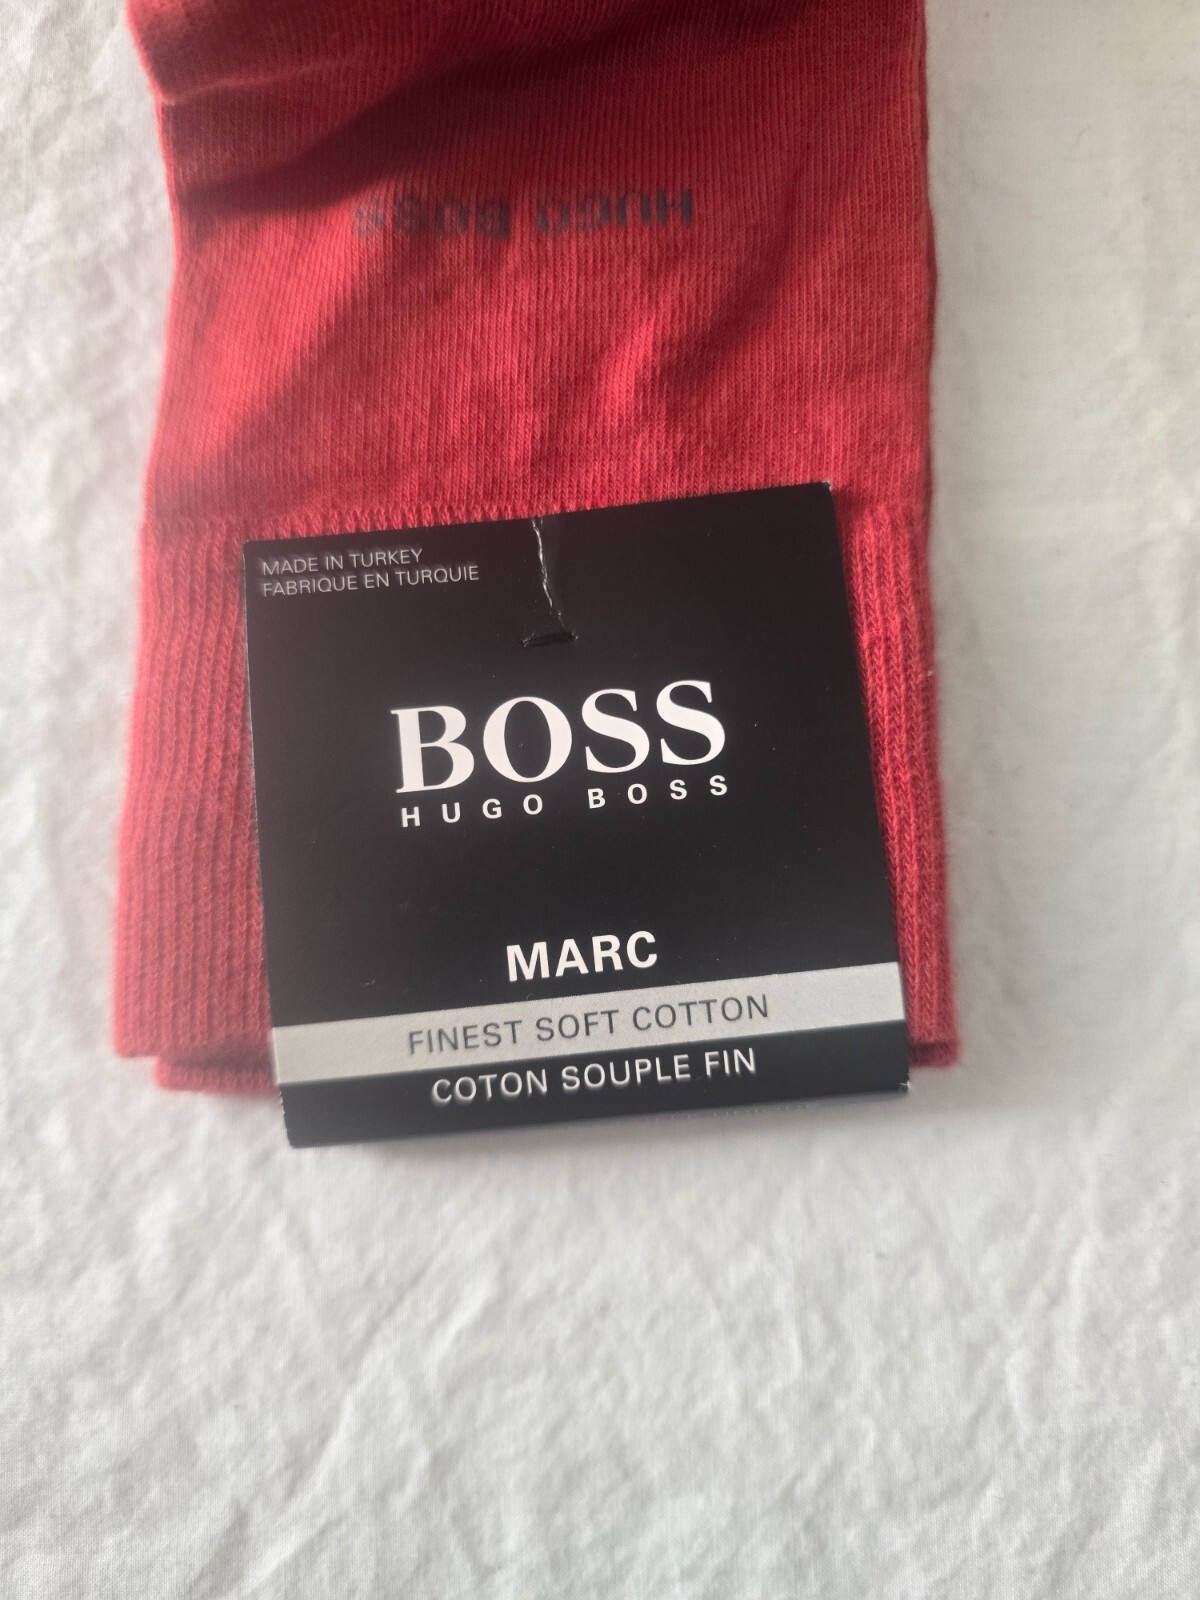 HUGO BOSS
MADE IN TURKEY
FABRIQUE EN TURQUIE
BOSS
HUGO BOSS
MARC
FINEST SOFT COTTON
COTON SOUPLE FIN